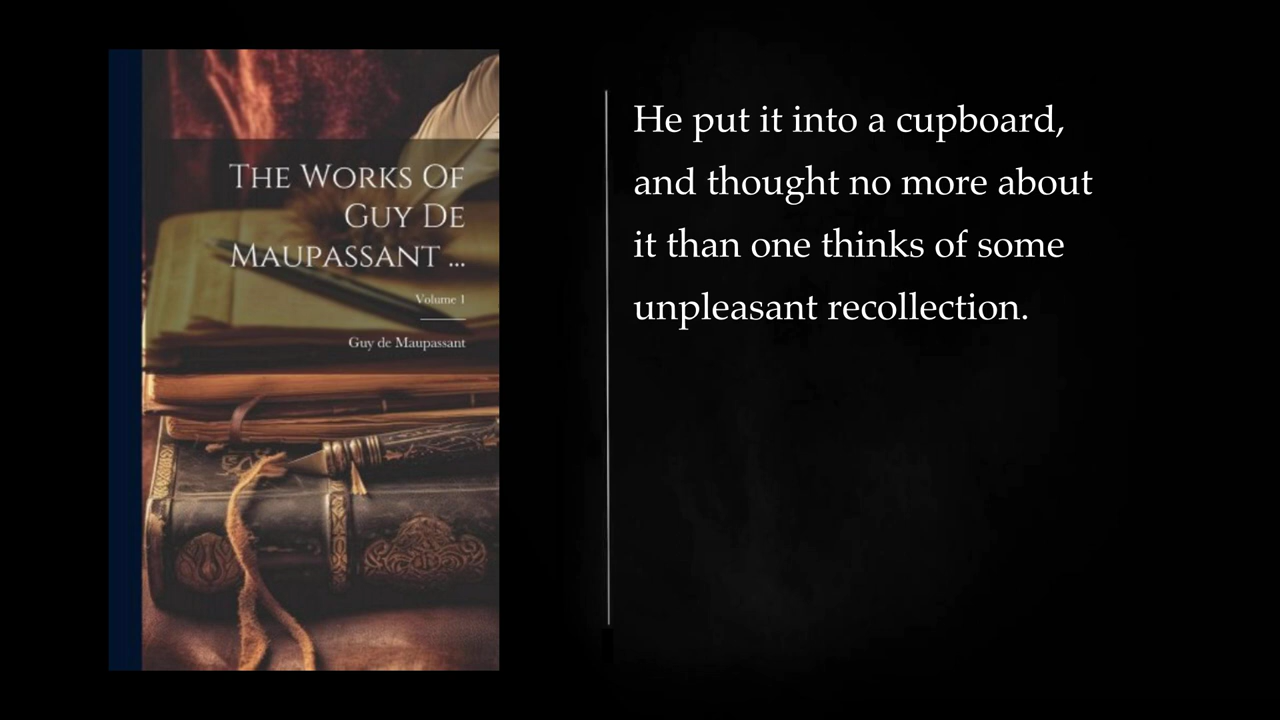 The Works Of
Guy De
Maupassant ...
Volume 1
Guy de Maupassant
He put it into a cupboard,
and thought no more about
it than one thinks of some
unpleasant recollection.